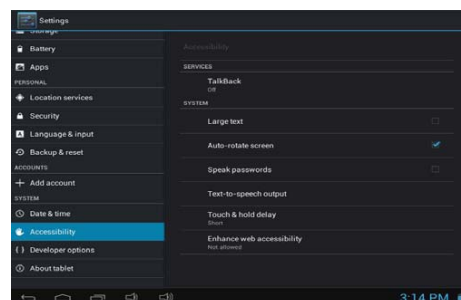 Settings
Storage
Battery
Apps
PERSONAL
Location services
Security
Language & input
Backup & reset
ACCOUNTS
Add account
SYSTEM
Date & time
Accessibility
Developer options
About tablet
Accessibility
SERVICES
TalkBack
Off
SYSTEM
Large text
Auto-rotate screen
Speak passwords
Text-to-speech output
Touch & hold delay
Short
Enhance web accessibility
Not allowed
3:14 PM